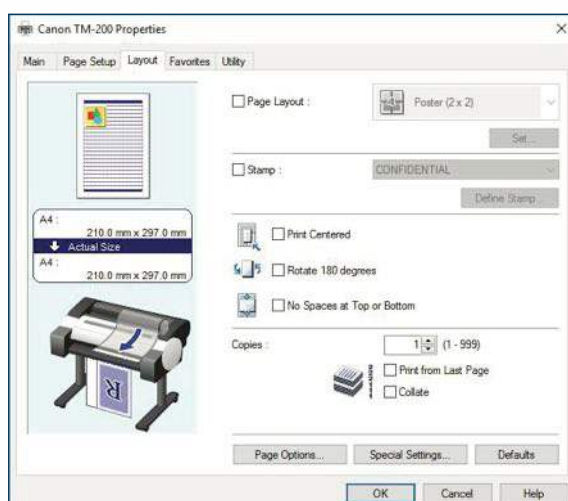 Canon TM-200 Properties
Main Page Setup Layout Favorites Utility
Page Layout : Poster (2 x 2)
Set...
Stamp : CONFIDENTIAL
Define Stamp...
A4 :
210.0 mm x 297.0 mm
Actual Size
A4 :
210.0 mm x 297.0 mm
Print Centered
Rotate 180 degrees
No Spaces at Top or Bottom
Copies : 1 (1 - 999)
Print from Last Page
Collate
R
Page Options... Special Settings... Defaults
OK Cancel Help